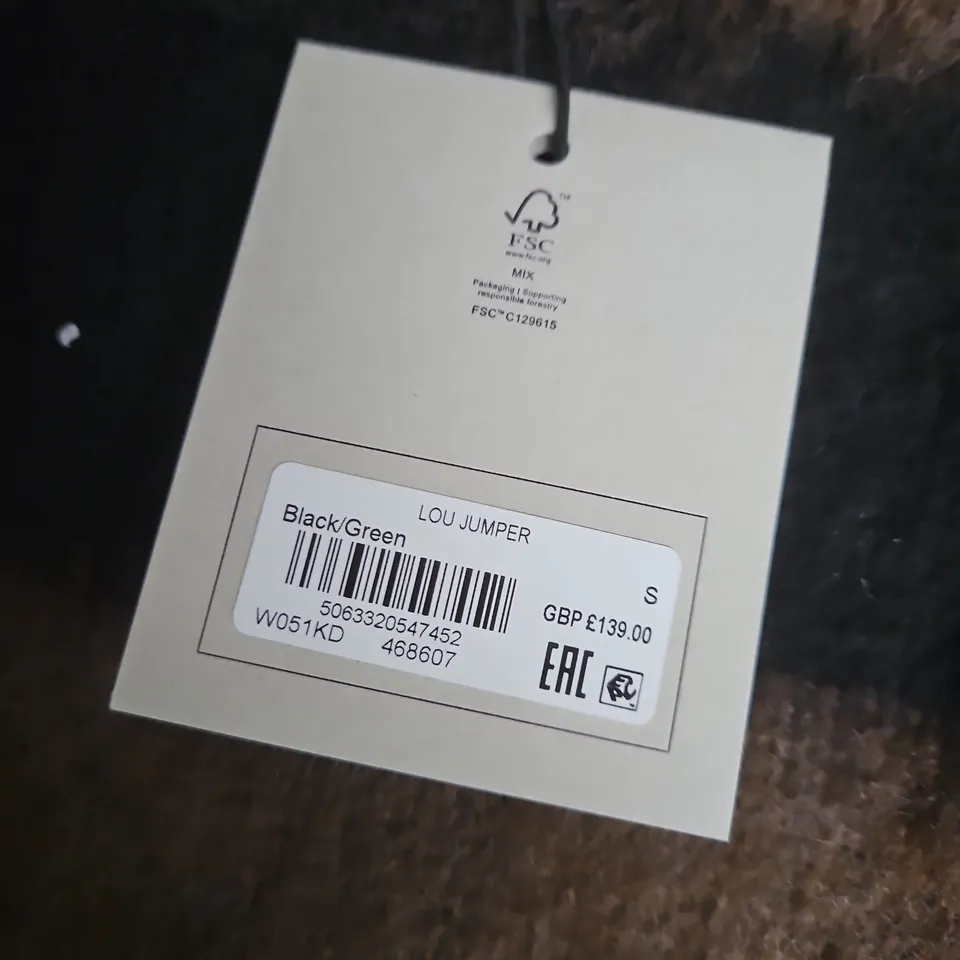 FSC
www.fsc.org
MIX
Packaging | Supporting
responsible forestry
FSC™ C129615
LOU JUMPER
Black/Green
S
5063320547452
GBP £139.00
W051KD 468607
EAC